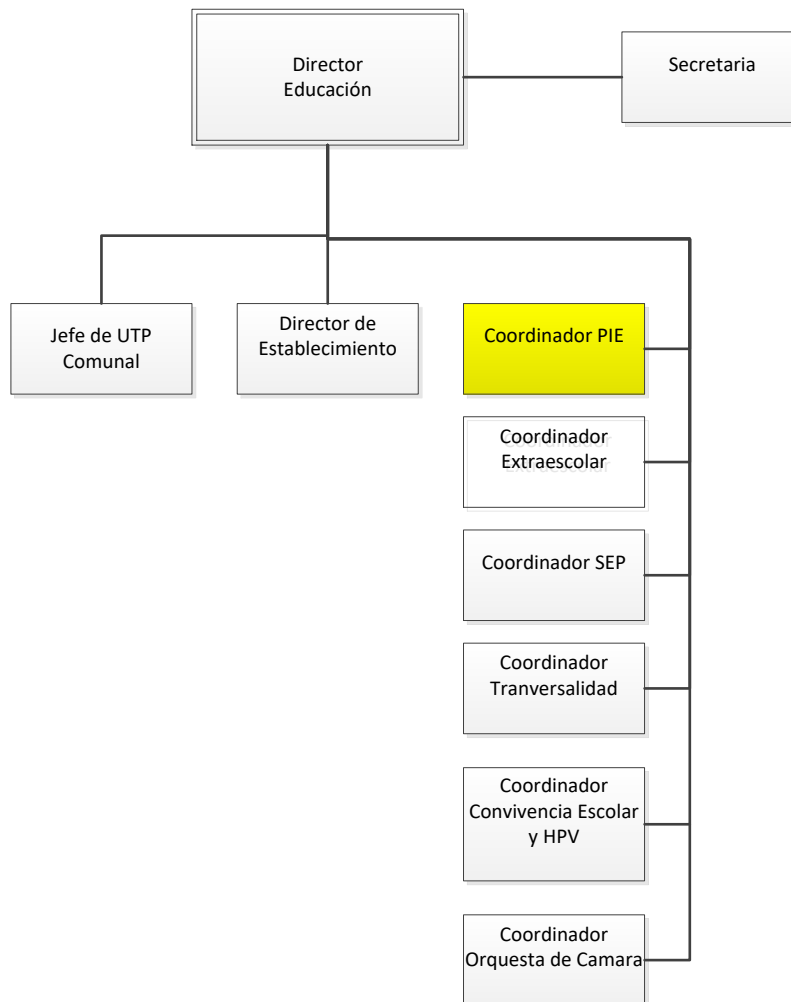 Director
Educación
Secretaria
Jefe de UTP
Comunal
Director de
Establecimiento
Coordinador PIE
Coordinador
Extraescolar
Coordinador SEP
Coordinador
Tranversalidad
Coordinador
Convivencia Escolar
y HPV
Coordinador
Orquesta de Camara